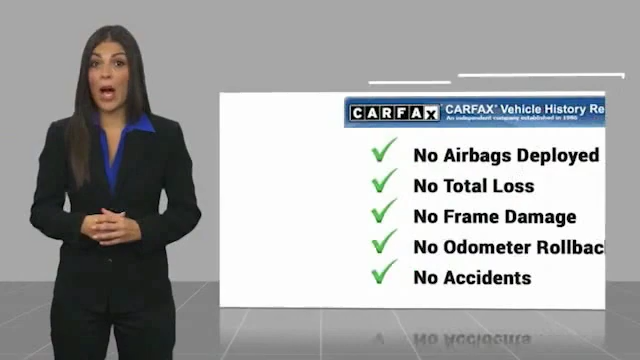 CARFAX CARFAX Vehicle History Re
An independent company established in 1986
No Airbags Deployed
No Total Loss
No Frame Damage
No Odometer Rollbac
No Accidents